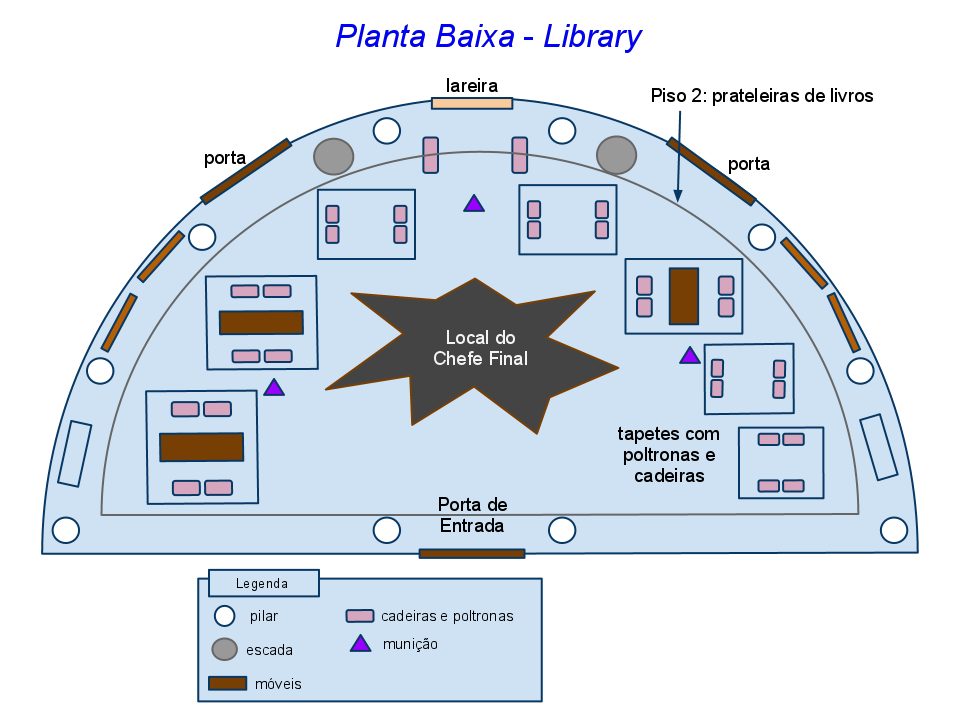 Planta Baixa - Library
lareira
Piso 2: prateleiras de livros
porta
porta
Local do
Chefe Final
tapetes com
poltronas e
cadeiras
Porta de
Entrada
Legenda
pilar
cadeiras e poltronas
escada
munição
móveis